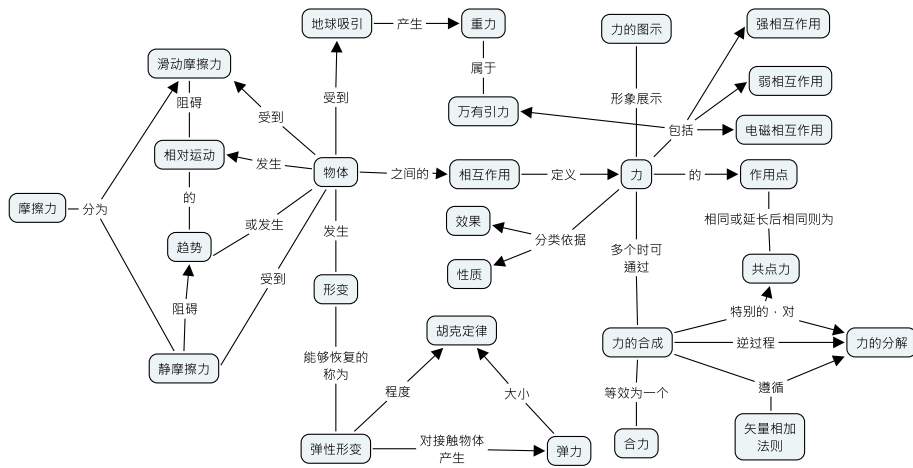 地球吸引
产生
重力
力的图示
强相互作用
滑动摩擦力
属于
弱相互作用
阻碍
受到
受到
形象展示
万有引力
包括
电磁相互作用
相对运动
发生
物体
之间的
相互作用
定义
力
的
作用点
摩擦力
分为
的
或发生
效果
相同或延长后相同则为
趋势
发生
分类依据
多个时可
通过
性质
共点力
受到
形变
阻碍
特别的，对
胡克定律
力的合成
逆过程
力的分解
能够恢复的
称为
静摩擦力
程度
大小
等效为一个
遵循
弹性形变
对接触物体
产生
弹力
合力
矢量相加
法则